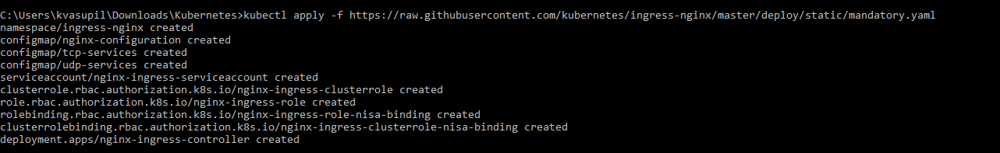 C:\Users\kvasupil\Downloads\Kubernetes>kubectl apply -f https://raw.githubusercontent.com/kubernetes/ingress-nginx/master/deploy/static/mandatory.yaml
namespace/ingress-nginx created
configmap/nginx-configuration created
configmap/tcp-services created
configmap/udp-services created
serviceaccount/nginx-ingress-serviceaccount created
clusterrole.rbac.authorization.k8s.io/nginx-ingress-clusterrole created
role.rbac.authorization.k8s.io/nginx-ingress-role created
rolebinding.rbac.authorization.k8s.io/nginx-ingress-role-nisa-binding created
clusterrolebinding.rbac.authorization.k8s.io/nginx-ingress-clusterrole-nisa-binding created
deployment.apps/nginx-ingress-controller created